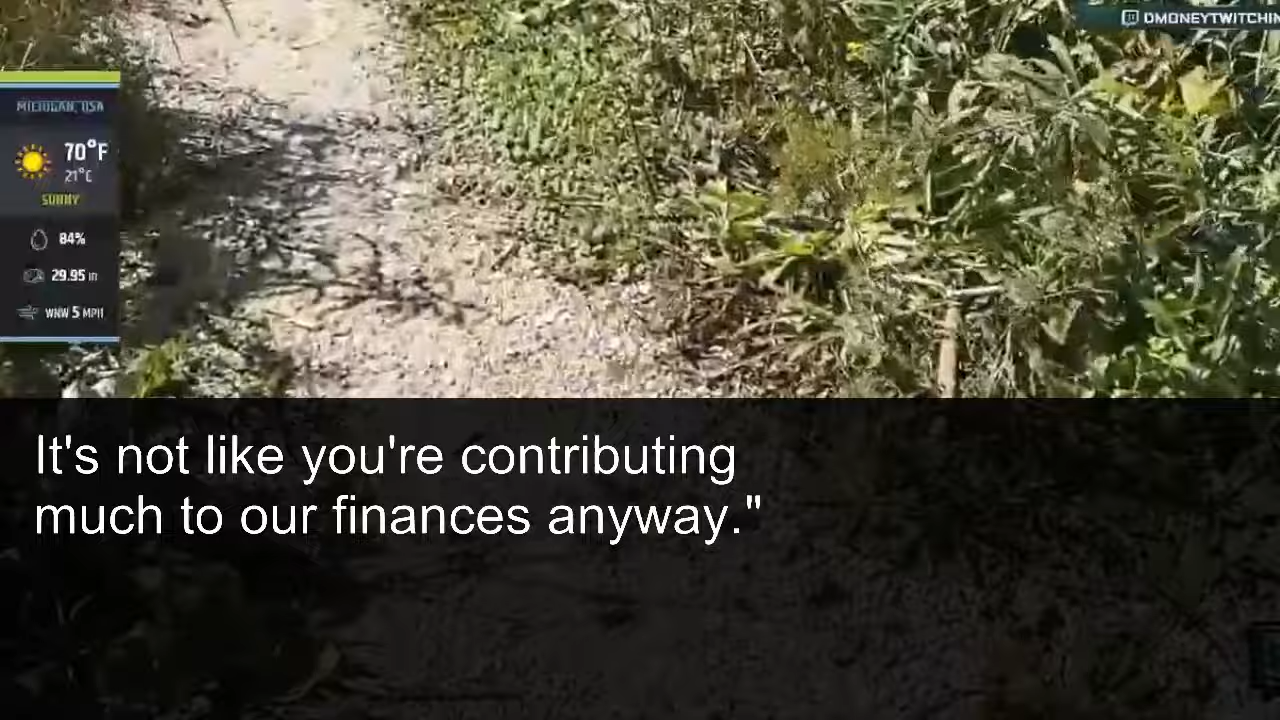 DMONEYTWITCHIN
MICHIGAN, USA
70°F
21°C
SUNNY
84%
29.95 in
WNW 5 MPH
It's not like you're contributing
much to our finances anyway."